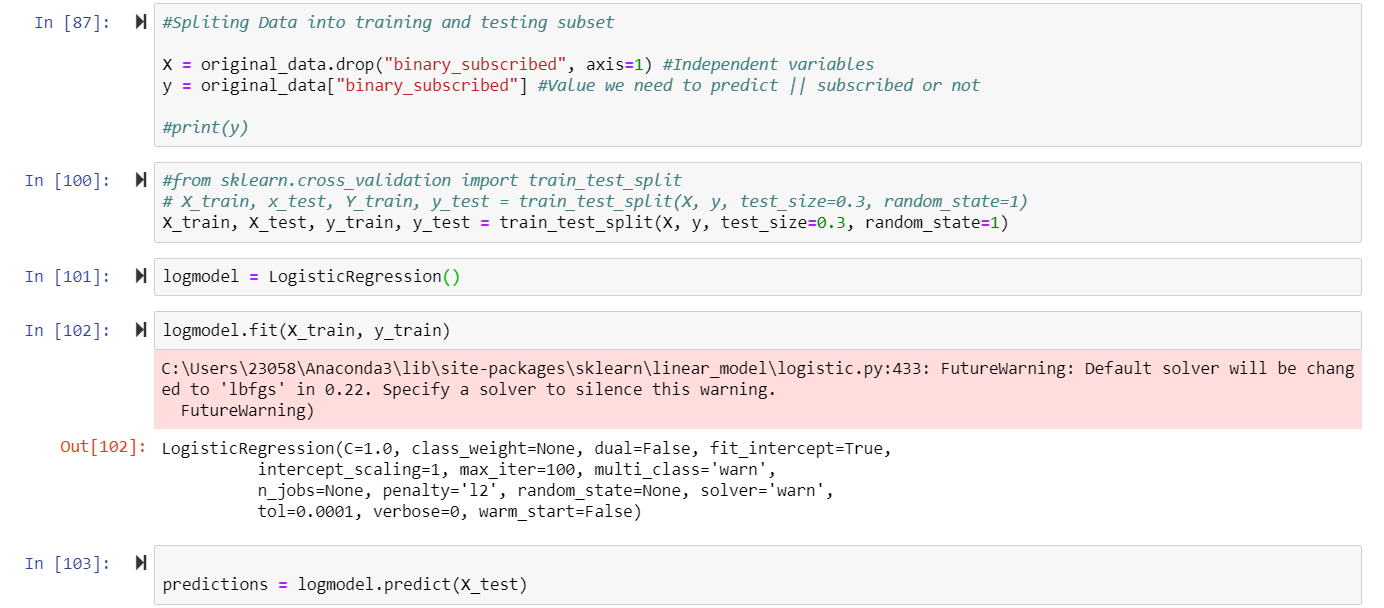 In [87]:
#Spliting Data into training and testing subset
X = original_data.drop("binary_subscribed", axis=1) #Independent variables
y = original_data["binary_subscribed"] #Value we need to predict || subscribed or not
#print(y)
In [100]:
#from sklearn.cross_validation import train_test_split
# X_train, x_test, Y_train, y_test = train_test_split(X, y, test_size=0.3, random_state=1)
X_train, X_test, y_train, y_test = train_test_split(X, y, test_size=0.3, random_state=1)
In [101]:
logmodel = LogisticRegression()
In [102]:
logmodel.fit(X_train, y_train)
C:\Users\23058\Anaconda3\lib\site-packages\sklearn\linear_model\logistic.py:433: FutureWarning: Default solver will be chang
ed to 'lbfgs' in 0.22. Specify a solver to silence this warning.
  FutureWarning)
Out[102]:
LogisticRegression(C=1.0, class_weight=None, dual=False, fit_intercept=True,
          intercept_scaling=1, max_iter=100, multi_class='warn',
          n_jobs=None, penalty='l2', random_state=None, solver='warn',
          tol=0.0001, verbose=0, warm_start=False)
In [103]:
predictions = logmodel.predict(X_test)